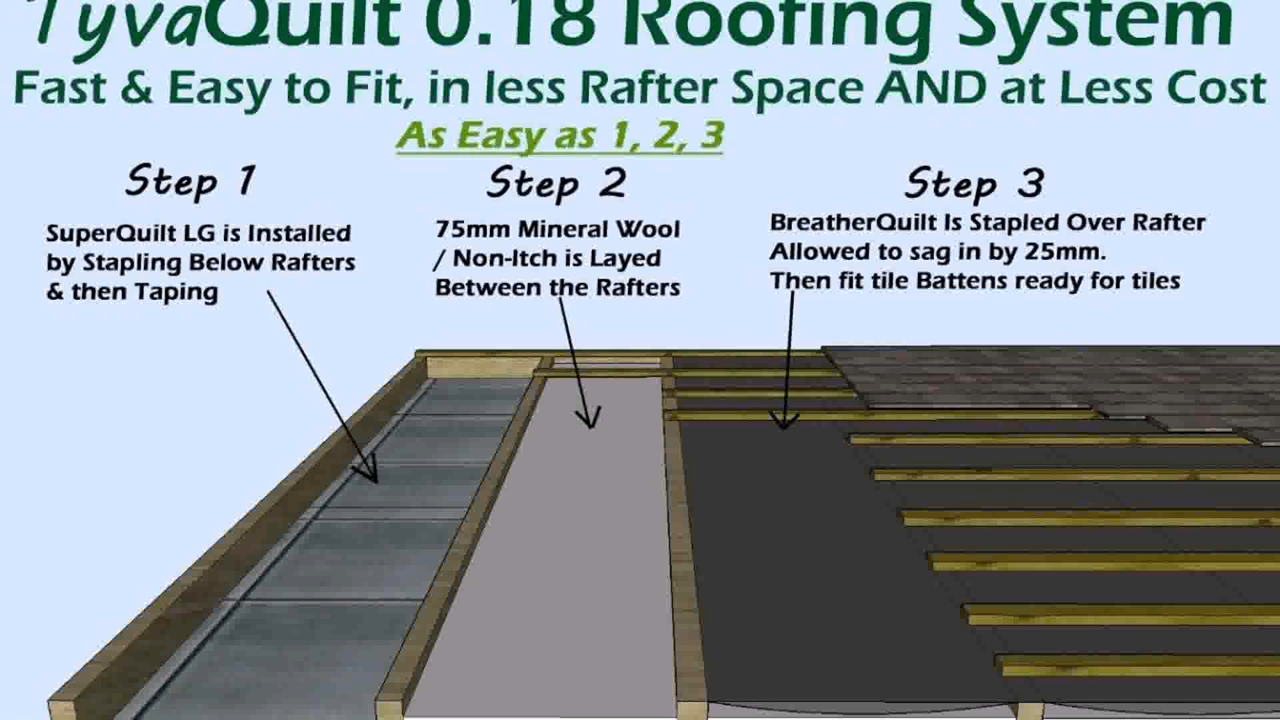 TyvaQuilt 0.18 Roofing System
Fast & Easy to Fit, in less Rafter Space AND at Less Cost
As Easy as 1, 2, 3
Step 1
SuperQuilt LG is Installed
by Stapling Below Rafters
& then Taping
Step 2
75mm Mineral Wool
/ Non-Itch is Layed
Between the Rafters
Step 3
BreatherQuilt Is Stapled Over Rafter
Allowed to sag in by 25mm.
Then fit tile Battens ready for tiles